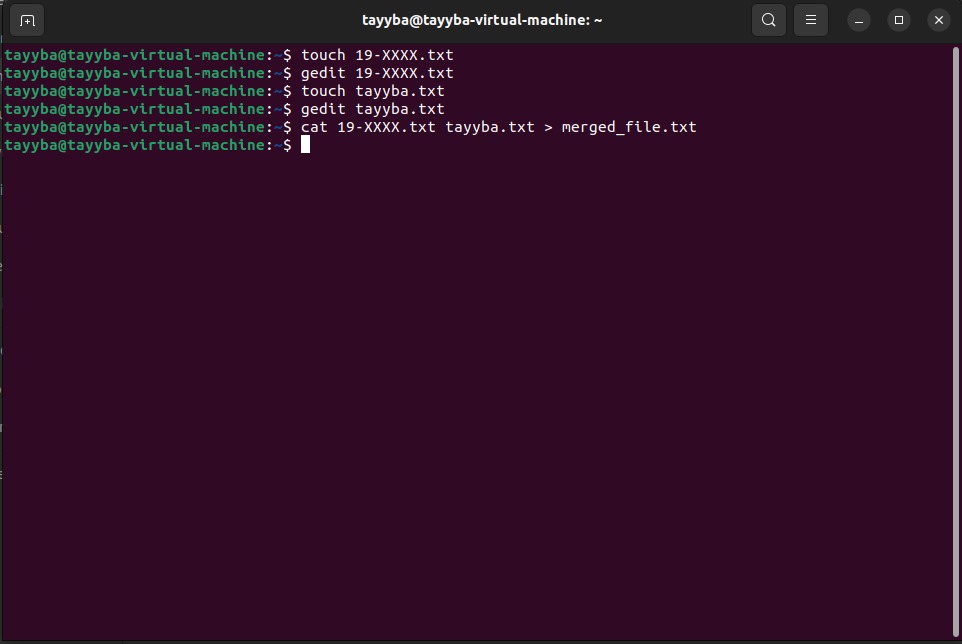 tayyba@tayyba-virtual-machine: ~
tayyba@tayyba-virtual-machine:~$ touch 19-XXXX.txt
tayyba@tayyba-virtual-machine:~$ gedit 19-XXXX.txt
tayyba@tayyba-virtual-machine:~$ touch tayyba.txt
tayyba@tayyba-virtual-machine:~$ gedit tayyba.txt
tayyba@tayyba-virtual-machine:~$ cat 19-XXXX.txt tayyba.txt > merged_file.txt
tayyba@tayyba-virtual-machine:~$